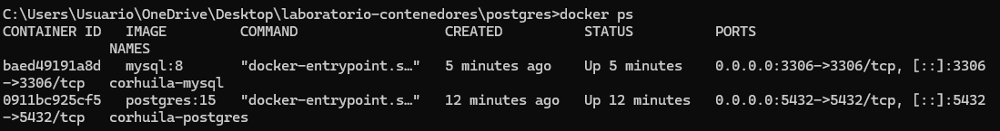 C:\Users\Usuario\OneDrive\Desktop\laboratorio-contenedores\postgres>docker ps
CONTAINER ID   IMAGE         COMMAND                  CREATED          STATUS          PORTS
             NAMES
baed49191a8d   mysql:8       "docker-entrypoint.s…"   5 minutes ago    Up 5 minutes    0.0.0.0:3306->3306/tcp, [::]:3306
->3306/tcp   corhuila-mysql
0911bc925cf5   postgres:15   "docker-entrypoint.s…"   12 minutes ago   Up 12 minutes   0.0.0.0:5432->5432/tcp, [::]:5432
->5432/tcp   corhuila-postgres